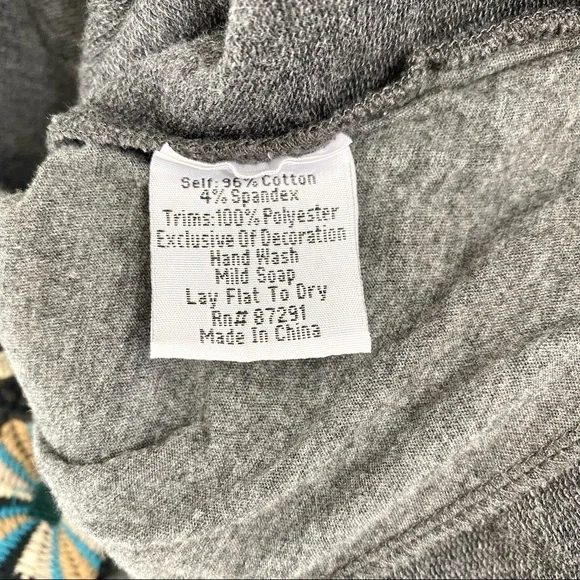 Self: 96% Cotton
4% Spandex
Trims:100% Polyester
Exclusive Of Decoration
Hand Wash
Mild Soap
Lay Flat To Dry
Rn# 87291
Made In China